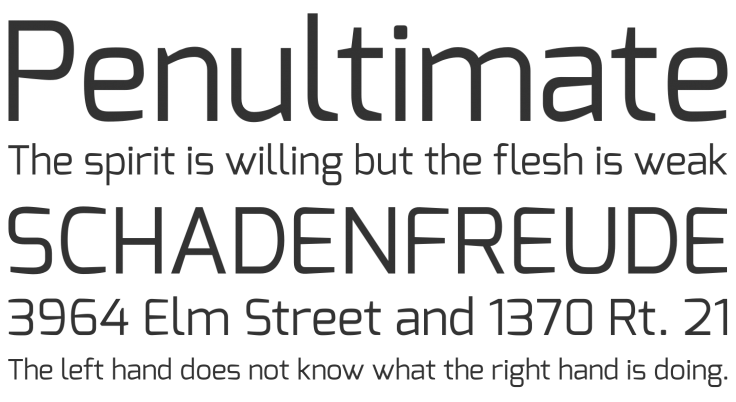 Penultimate
The spirit is willing but the flesh is weak
SCHADENFREUDE
3964 Elm Street and 1370 Rt. 21
The left hand does not know what the right hand is doing.